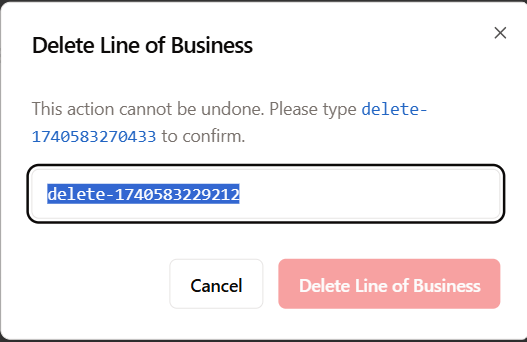 Delete Line of Business
This action cannot be undone. Please type delete-
1740583270433 to confirm.
delete-1740583229212
Cancel
Delete Line of Business